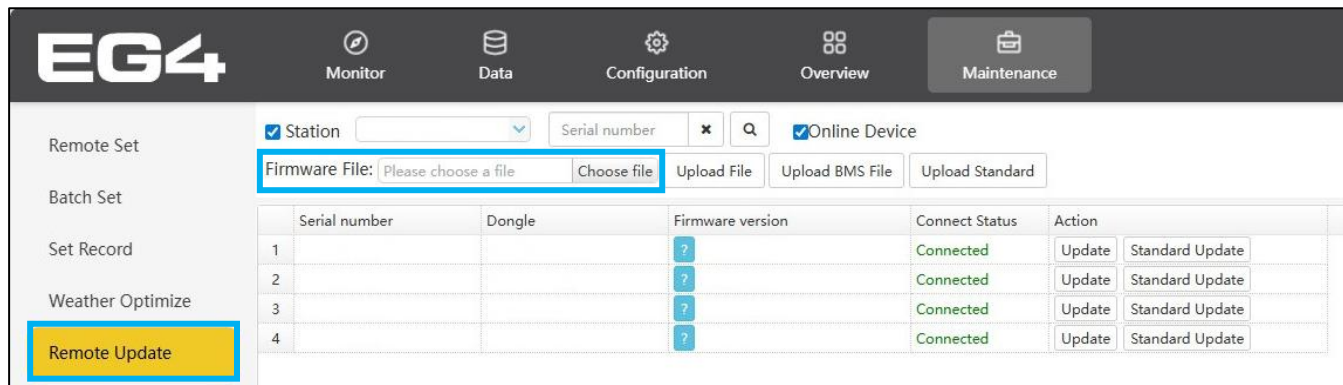 EG4
Monitor Data Configuration Overview Maintenance
Remote Set
Batch Set
Set Record
Weather Optimize
Remote Update
Station Serial number Online Device
Firmware File: Please choose a file Choose file Upload File Upload BMS File Upload Standard
Serial number Dongle Firmware version Connect Status Action
1 ? Connected Update Standard Update
2 ? Connected Update Standard Update
3 ? Connected Update Standard Update
4 ? Connected Update Standard Update